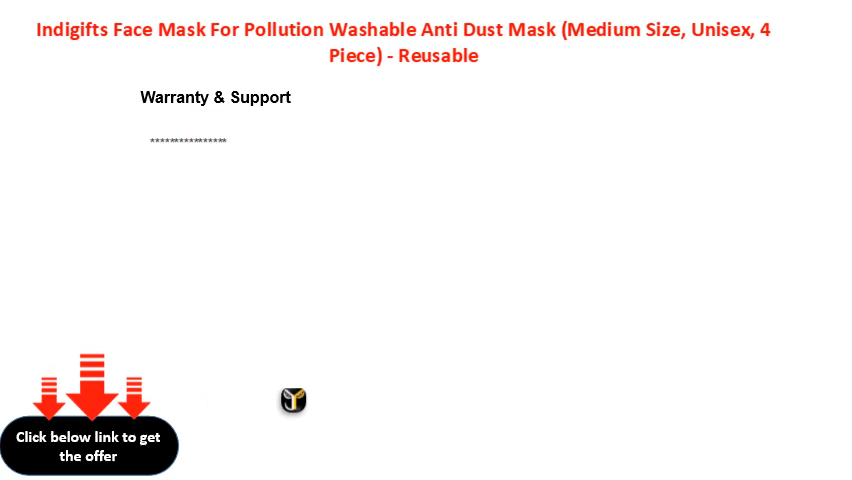 Indigifts Face Mask For Pollution Washable Anti Dust Mask (Medium Size, Unisex, 4
Piece) - Reusable
Warranty & Support
****************
Click below link to get
the offer